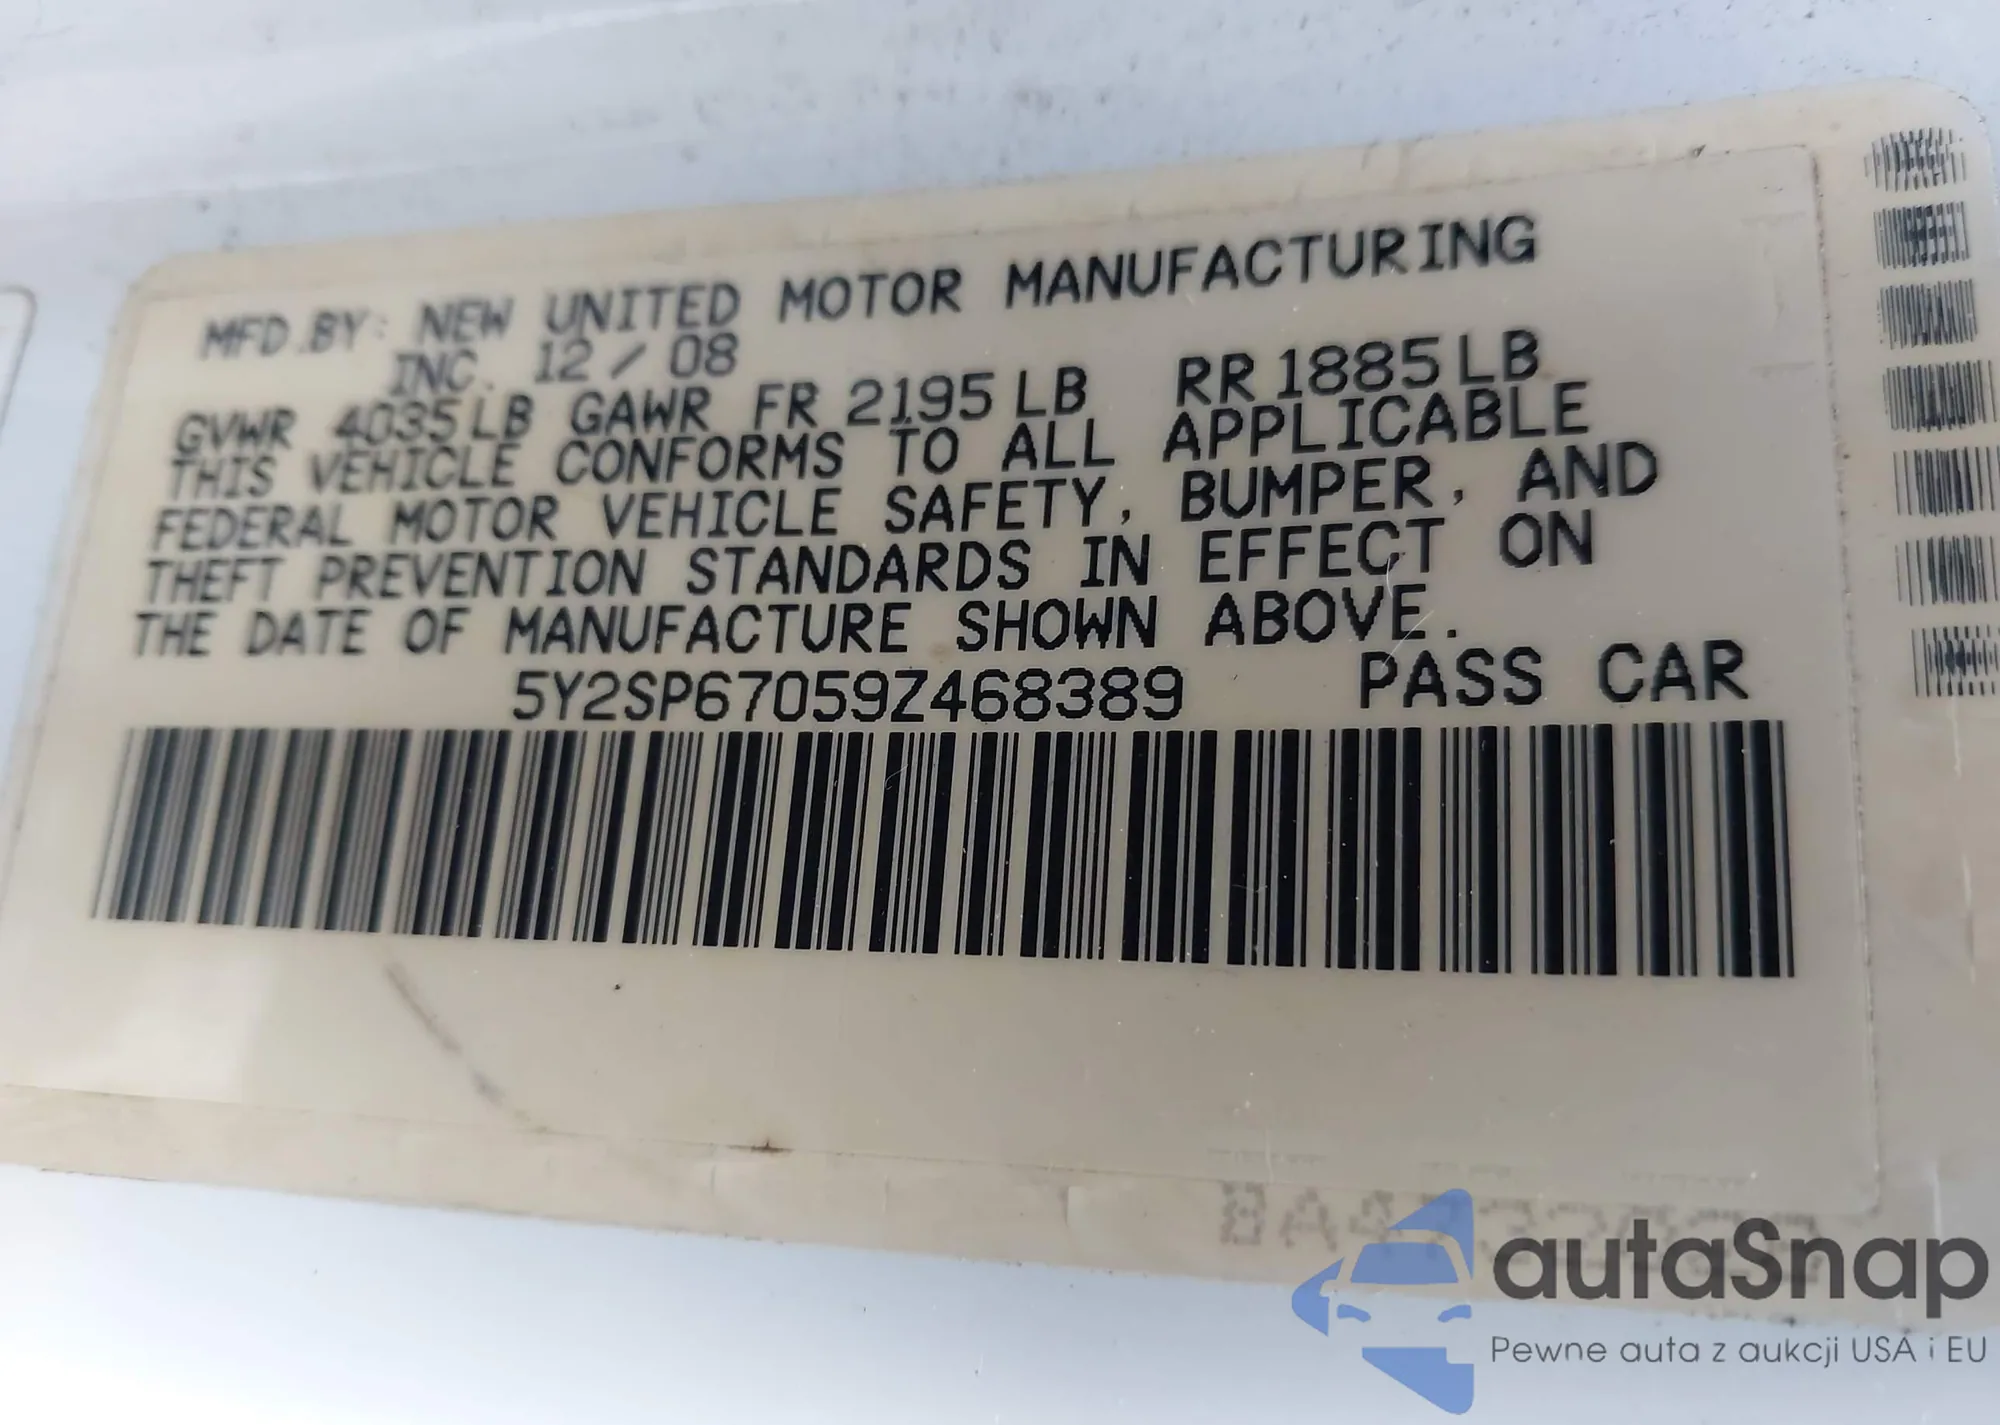 MFD.BY: NEW UNITED MOTOR MANUFACTURING
INC. 12/08
GVWR 4035LB GAWR FR 2195LB RR 1885LB
THIS VEHICLE CONFORMS TO ALL APPLICABLE
FEDERAL MOTOR VEHICLE SAFETY, BUMPER, AND
THEFT PREVENTION STANDARDS IN EFFECT ON
THE DATE OF MANUFACTURE SHOWN ABOVE.
5Y2SP67059Z468389 PASS CAR
autaSnap
Pewne auta z aukcji USA i EU